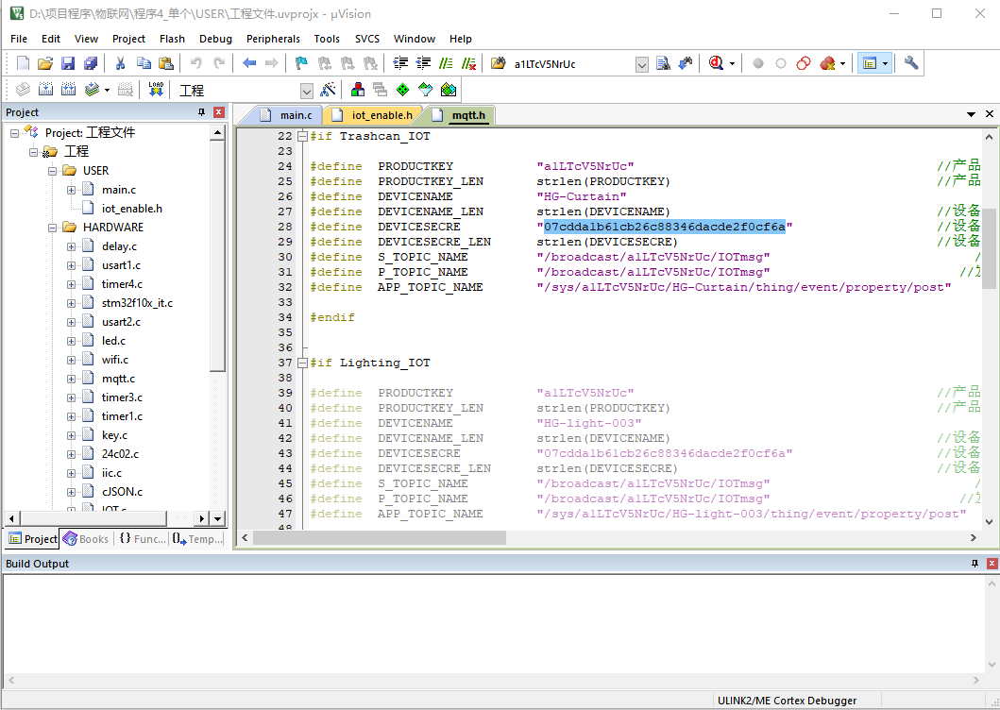 D:\项目程序\物联网\程序4_单个\USER\工程文件.uvprojx - µVision
File Edit View Project Flash Debug Peripherals Tools SVCS Window Help
a1LTcV5NrUc
LOAD 工程
Project
main.c iot_enable.h mqtt.h
Project: 工程文件
工程
USER
main.c
iot_enable.h
HARDWARE
delay.c
usart1.c
timer4.c
stm32f10x_it.c
usart2.c
led.c
wifi.c
mqtt.c
timer3.c
timer1.c
key.c
24c02.c
iic.c
cJSON.c
IOT.c
Project Books {} Func... Temp...
22 #if Trashcan_IOT
23
24 #define PRODUCTKEY "a1LTcV5NrUc" //产品
25 #define PRODUCTKEY_LEN strlen(PRODUCTKEY) //产品
26 #define DEVICENAME "HG-Curtain"
27 #define DEVICENAME_LEN strlen(DEVICENAME) //设备
28 #define DEVICESECRE "07cdda1b61cb26c88346dacde2f0cf6a" //设备
29 #define DEVICESECRE_LEN strlen(DEVICESECRE) //设备
30 #define S_TOPIC_NAME "/broadcast/a1LTcV5NrUc/IOTmsg" /
31 #define P_TOPIC_NAME "/broadcast/a1LTcV5NrUc/IOTmsg" //
32 #define APP_TOPIC_NAME "/sys/a1LTcV5NrUc/HG-Curtain/thing/event/property/post"
33
34 #endif
35
36
37 #if Lighting_IOT
38
39 #define PRODUCTKEY "a1LTcV5NrUc" //产品
40 #define PRODUCTKEY_LEN strlen(PRODUCTKEY) //产品
41 #define DEVICENAME "HG-light-003"
42 #define DEVICENAME_LEN strlen(DEVICENAME) //设备
43 #define DEVICESECRE "07cdda1b61cb26c88346dacde2f0cf6a" //设备
44 #define DEVICESECRE_LEN strlen(DEVICESECRE) //设备
45 #define S_TOPIC_NAME "/broadcast/a1LTcV5NrUc/IOTmsg" /
46 #define P_TOPIC_NAME "/broadcast/a1LTcV5NrUc/IOTmsg" //
47 #define APP_TOPIC_NAME "/sys/a1LTcV5NrUc/HG-light-003/thing/event/property/post"
48
Build Output
ULINK2/ME Cortex Debugger